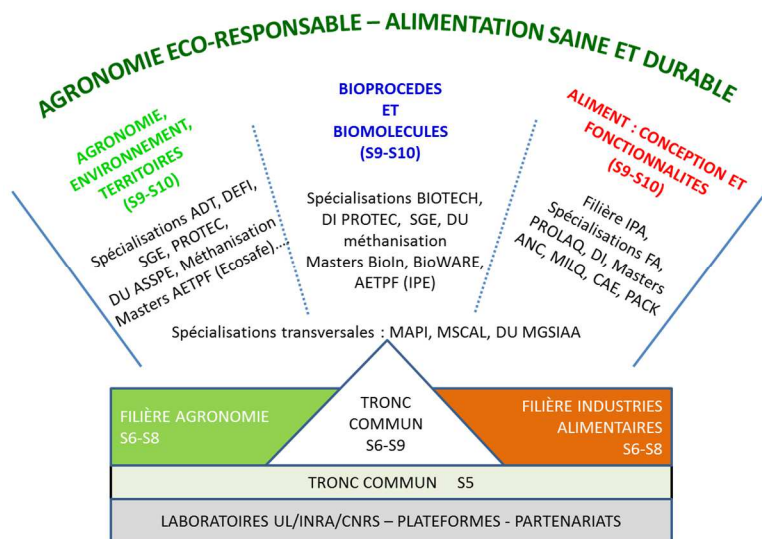 AGRONOMIE ECO-RESPONSABLE – ALIMENTATION SAINE ET DURABLE
AGRONOMIE,
ENVIRONNEMENT,
TERRITOIRES
(S9-S10)
Spécialisations ADT, DEFI,
SGE, PROTEC,
DU ASSPE, Méthanisation
Masters AETPF (Ecosafe)....
BIOPROCEDES
ET
BIOMOLECULES
(S9-S10)
Spécialisations BIOTECH,
DI PROTEC, SGE, DU
méthanisation
Masters BioIn, BioWARE,
AETPF (IPE)
ALIMENT : CONCEPTION ET
FONCTIONNALITES
(S9-S10)
Filière IPA,
Spécialisations FA,
PROLAQ, DI, Masters
ANC, MILQ, CAE, PACK
Spécialisations transversales : MAPI, MSCAL, DU MGSIAA
FILIÈRE AGRONOMIE
S6-S8
TRONC
COMMUN
S6-S9
FILIÈRE INDUSTRIES
ALIMENTAIRES
S6-S8
TRONC COMMUN S5
LABORATOIRES UL/INRA/CNRS – PLATEFORMES - PARTENARIATS